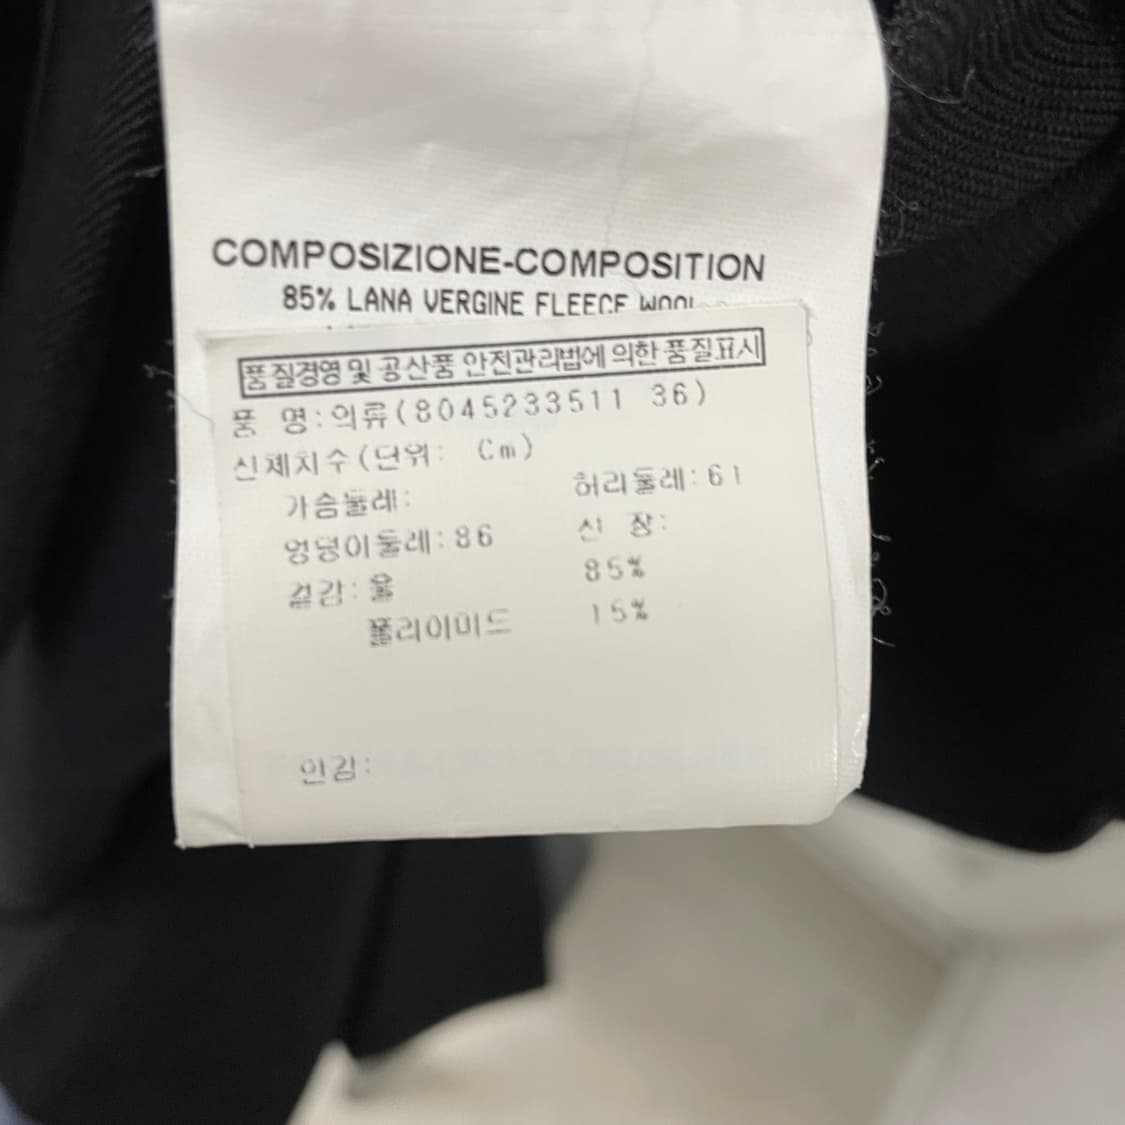 COMPOSIZIONE-COMPOSITION
85% LANA VERGINE FLEECE WOOL
품질경영 및 공산품 안전관리법에 의한 품질표시
품 명:의류(8045233511 36)
신체치수(단위: Cm)
가슴둘레: 허리둘레:61
엉덩이둘레:86 신 장:
겉감:울 85%
폴리아미드 15%
안감: